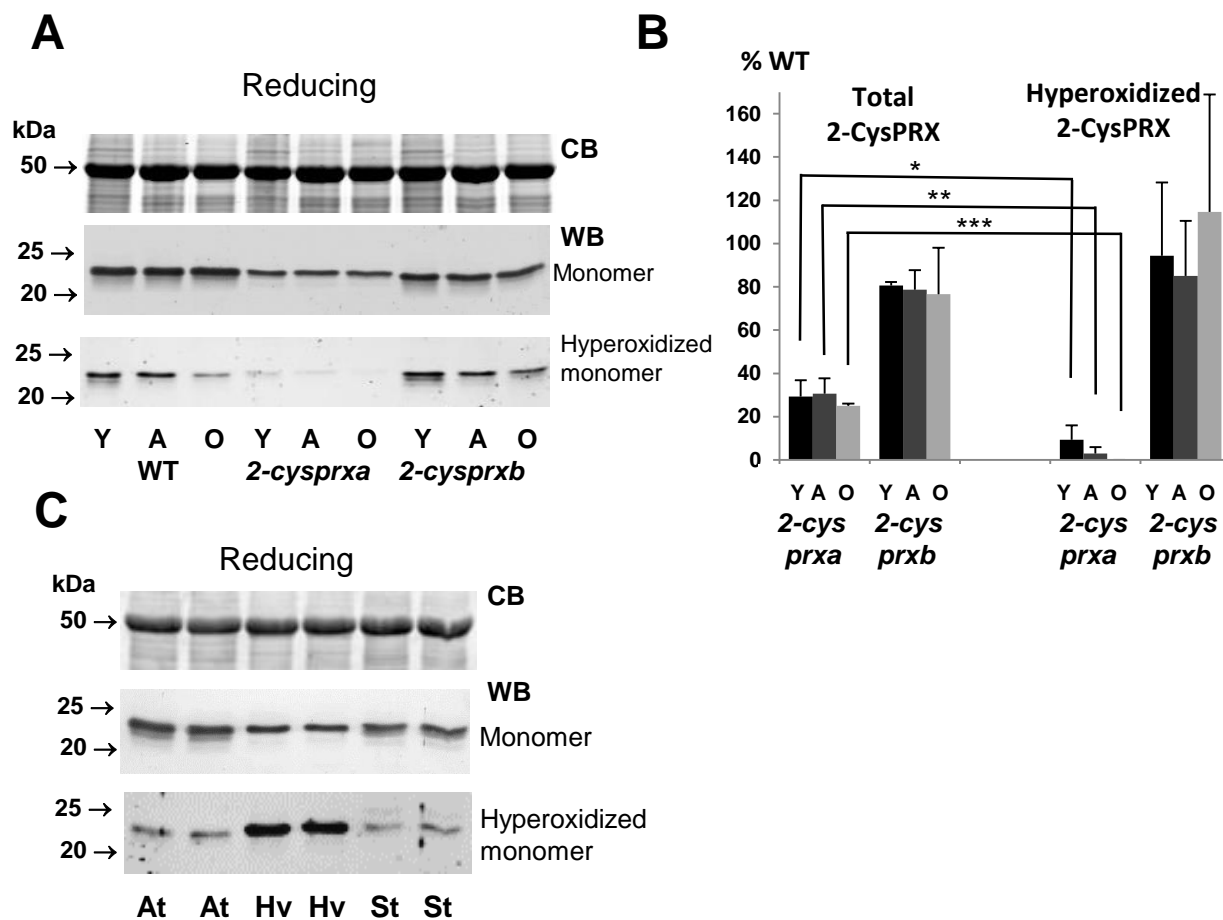 A
Reducing
kDa
50 →
CB
25 →
20 →
WB
Monomer
25 →
20 →
Hyperoxidized
monomer
Y A O Y A O Y A O
WT 2-cysprxa 2-cysprxb
B
% WT
Total
2-CysPRX
Hyperoxidized
2-CysPRX
160
140
120
100
80
60
40
20
0
*
**
***
Y A O Y A O Y A O Y A O
2-cys 2-cys 2-cys 2-cys
prxa prxb prxa prxb
C
Reducing
kDa
50 →
CB
25 →
20 →
WB
Monomer
25 →
20 →
Hyperoxidized
monomer
At At Hv Hv St St